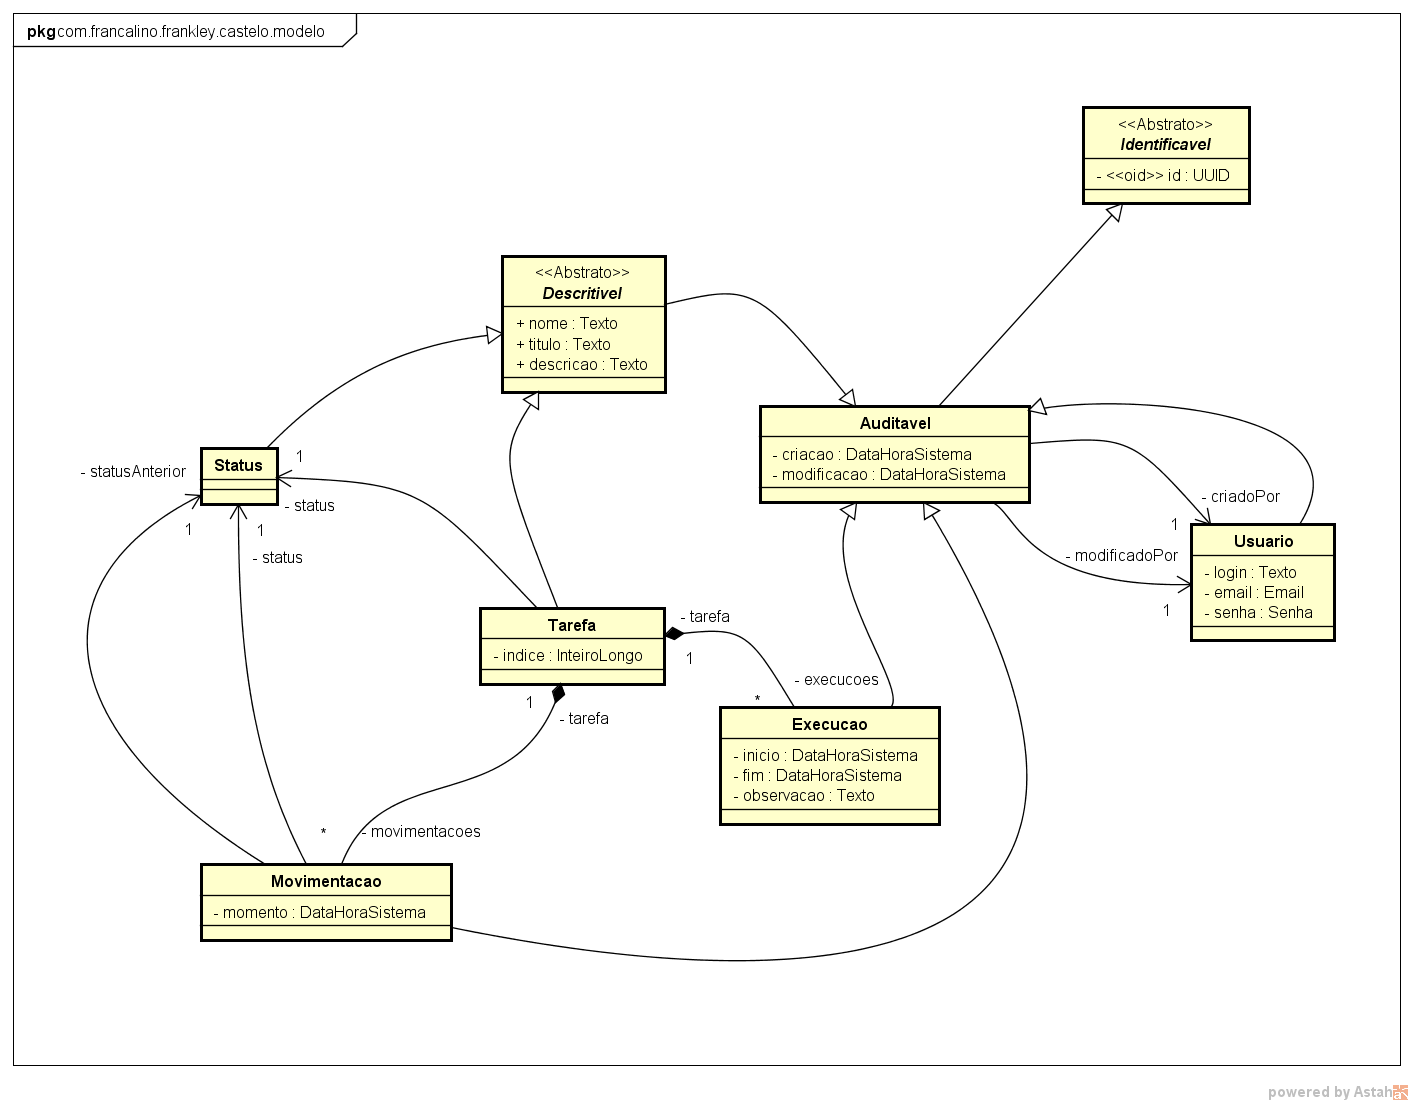 pkg com.francalino.frankley.castelo.modelo
<<Abstrato>>
Identificavel
- <<oid>> id : UUID
<<Abstrato>>
Descritivel
+ nome : Texto
+ titulo : Texto
+ descricao : Texto
Auditavel
- criacao : DataHoraSistema
- modificacao : DataHoraSistema
- statusAnterior
Status
1
- status
1
1
- status
- criadoPor
1
- modificadoPor
1
Usuario
- login : Texto
- email : Email
- senha : Senha
Tarefa
- indice : InteiroLongo
- tarefa
1
1
- tarefa
- execucoes
*
Execucao
- inicio : DataHoraSistema
- fim : DataHoraSistema
- observacao : Texto
*
- movimentacoes
Movimentacao
- momento : DataHoraSistema
powered by Astah